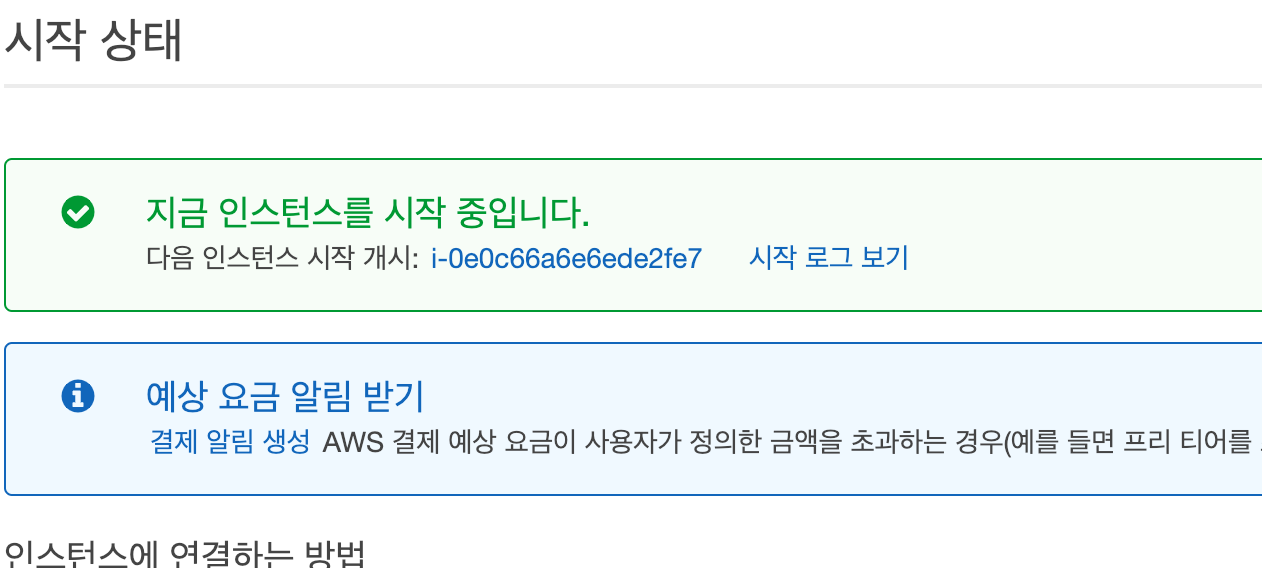 시작 상태
지금 인스턴스를 시작 중입니다.
다음 인스턴스 시작 개시: i-0e0c66a6e6ede2fe7 시작 로그 보기
예상 요금 알림 받기
결제 알림 생성 AWS 결제 예상 요금이 사용자가 정의한 금액을 초과하는 경우(예를 들면 프리 티어를
인스턴스에 연결하는 방법